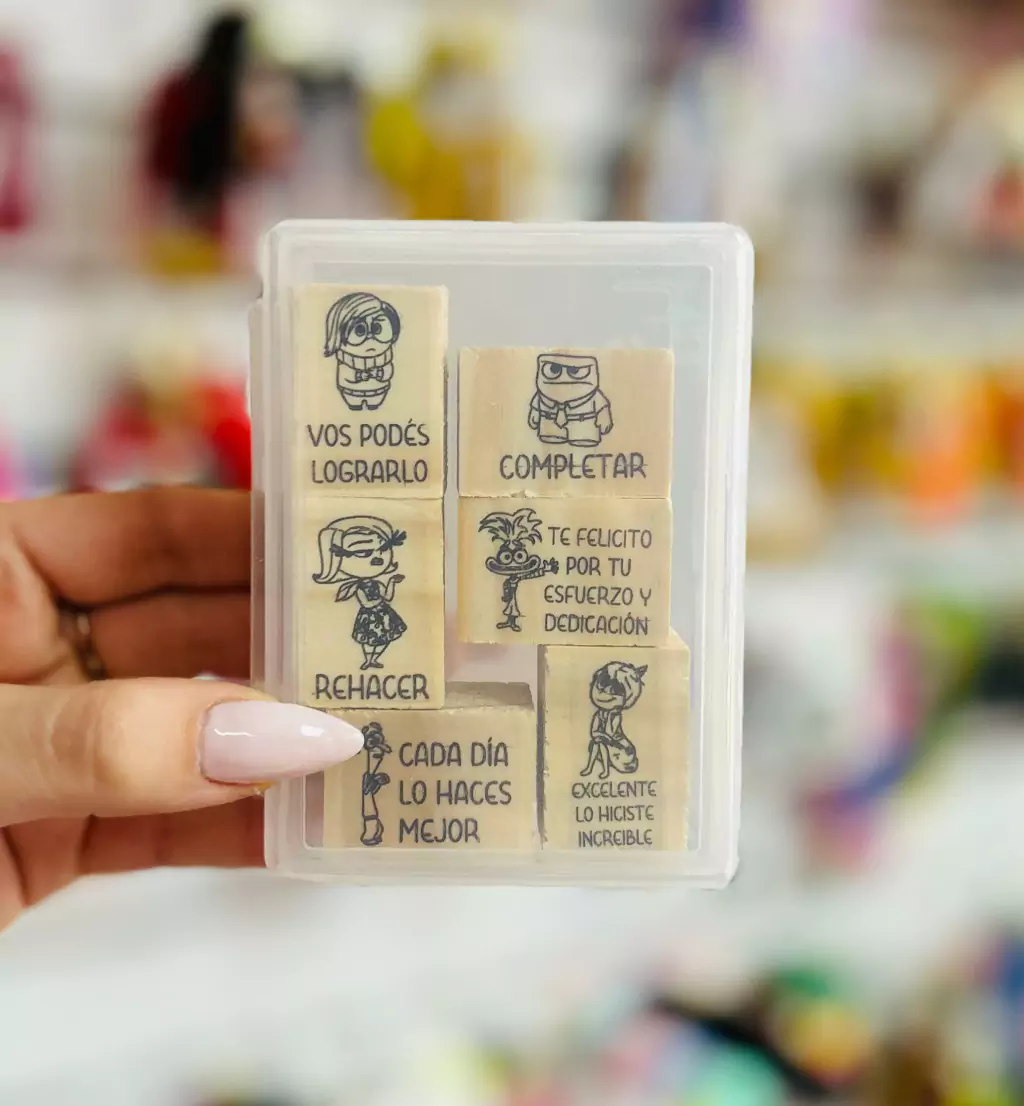 VOS PODÉS
LOGRARLO
COMPLETAR
REHACER
TE FELICITO
POR TU
ESFUERZO Y
DEDICACIÓN
CADA DÍA
LO HACES
MEJOR
EXCELENTE
LO HICISTE
INCREIBLE